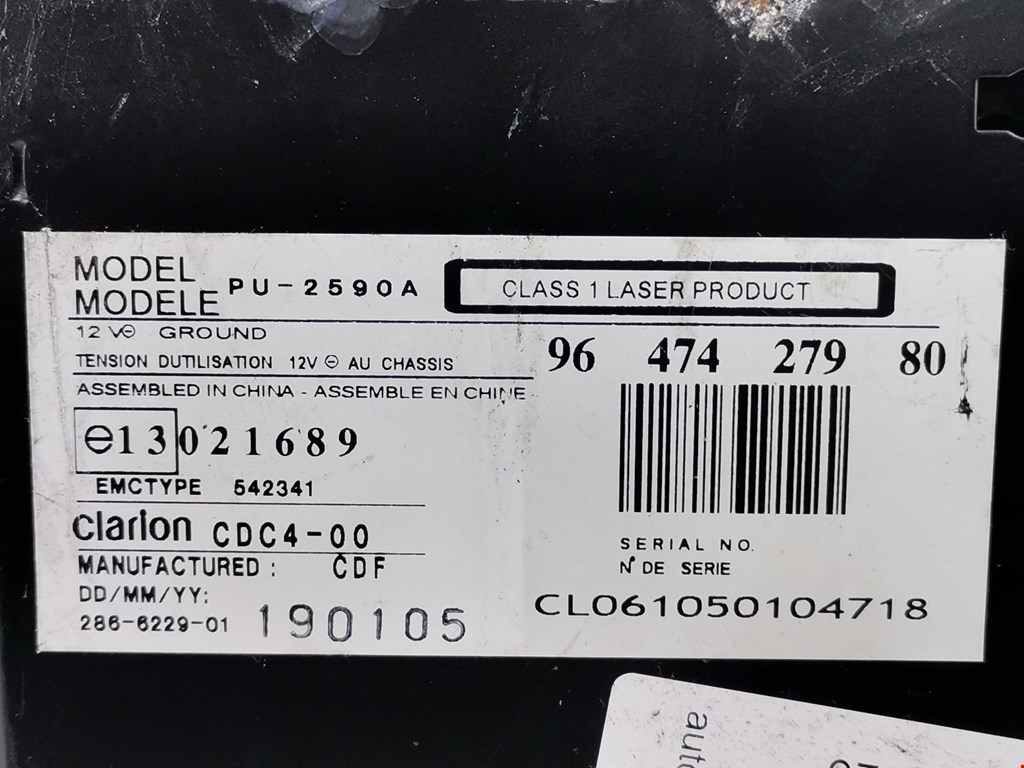 MODEL
MODELE PU-2590A
CLASS 1 LASER PRODUCT
12 V⊖ GROUND
TENSION DUTILISATION 12V ⊖ AU CHASSIS
96 474 279 80
ASSEMBLED IN CHINA - ASSEMBLE EN CHINE
e13 021689
EMCTYPE 542341
clarion CDC4-00
MANUFACTURED : CDF
DD/MM/YY:
286-6229-01 190105
SERIAL NO.
N° DE SERIE
CL061050104718
auto